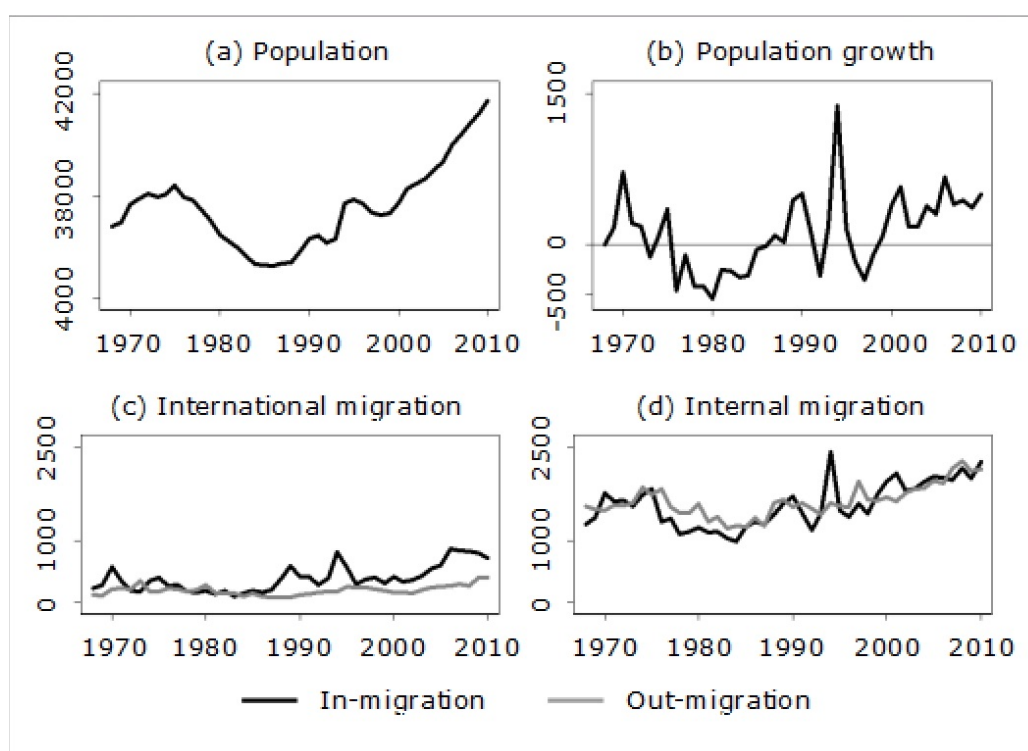 (a) Population
(b) Population growth
42000
38000
4000
1970 1980 1990 2000 2010
1500
0
-500
1970 1980 1990 2000 2010
(c) International migration
(d) Internal migration
2500
1000
0
1970 1980 1990 2000 2010
2500
1000
0
1970 1980 1990 2000 2010
In-migration
Out-migration